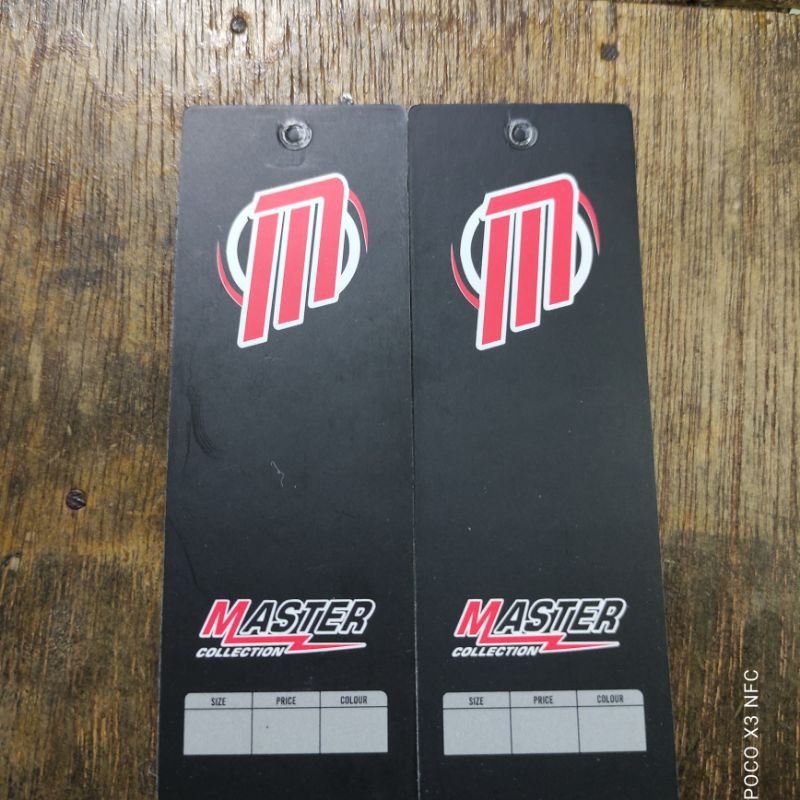 M
MASTER
COLLECTION
SIZE PRICE COLOUR
M
MASTER
COLLECTION
SIZE PRICE COLOUR
POCO X3 NFC